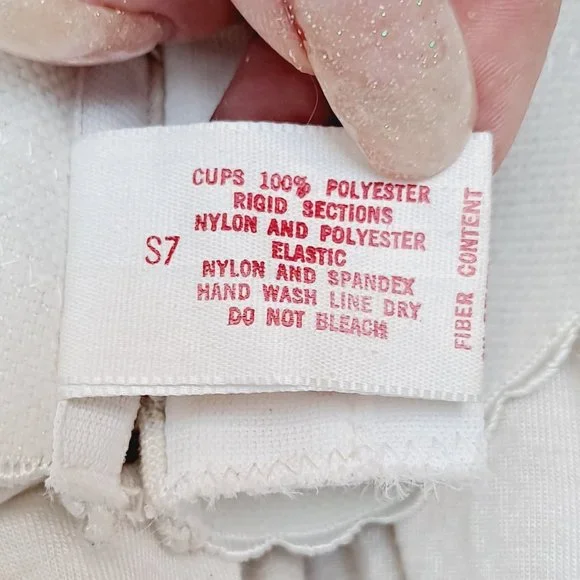 CUPS 100% POLYESTER
RIGID SECTIONS
NYLON AND POLYESTER
ELASTIC
S7
NYLON AND SPANDEX
HAND WASH LINE DRY
DO NOT BLEACH
FIBER CONTENT